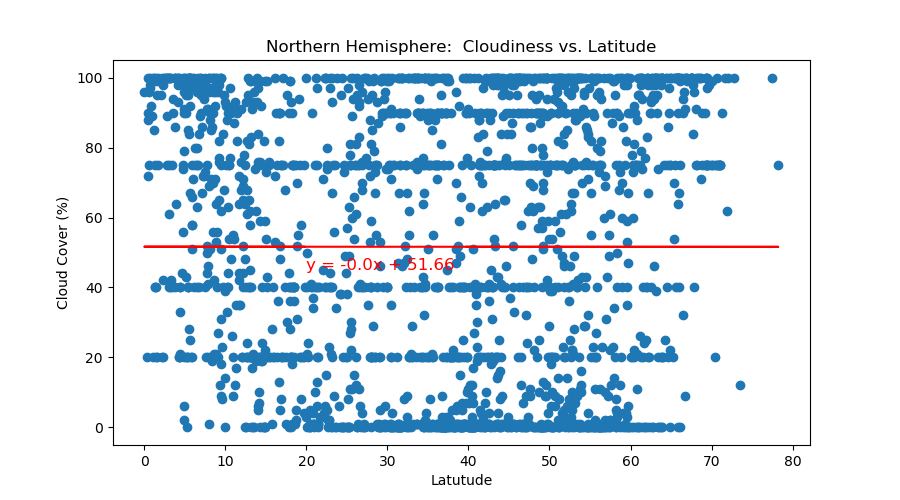 Northern Hemisphere:  Cloudiness vs. Latitude
Cloud Cover (%)
100
80
60
40
20
0
y = -0.0x + 51.66
0 10 20 30 40 50 60 70 80
Latutude